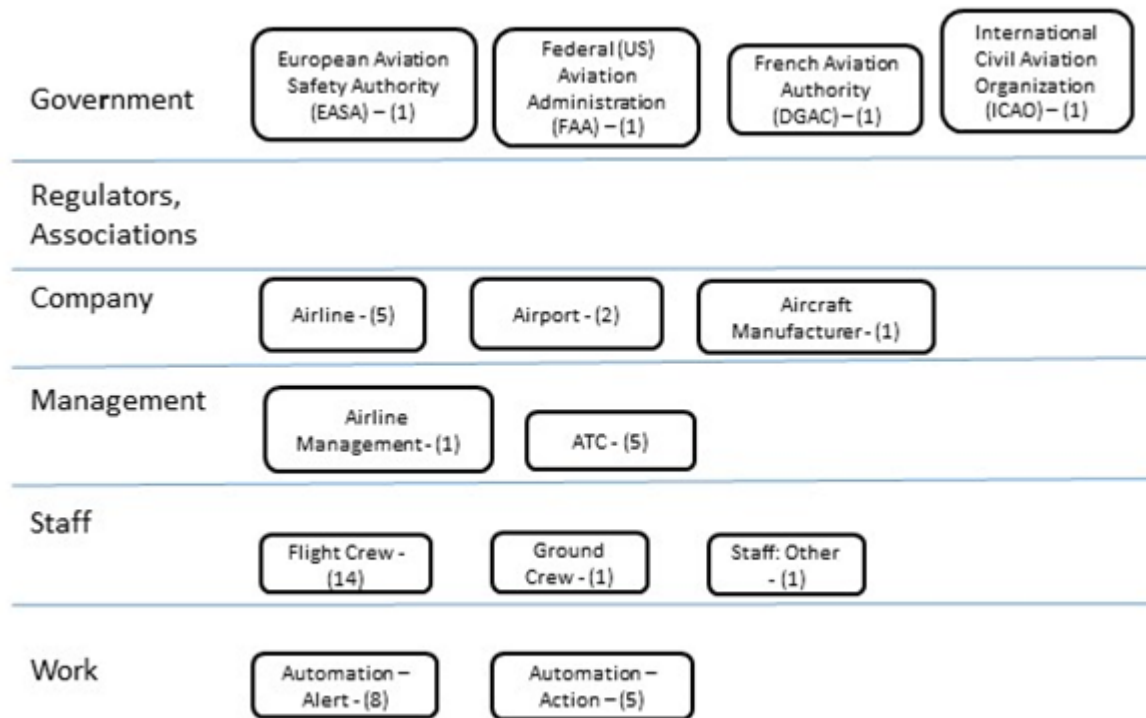 Government
European Aviation
Safety Authority
(EASA) – (1)
Federal (US)
Aviation
Administration
(FAA) – (1)
French Aviation
Authority
(DGAC) – (1)
International
Civil Aviation
Organization
(ICAO) – (1)
Regulators,
Associations
Company
Airline - (5)
Airport - (2)
Aircraft
Manufacturer - (1)
Management
Airline
Management - (1)
ATC - (5)
Staff
Flight Crew -
(14)
Ground
Crew - (1)
Staff: Other
- (1)
Work
Automation –
Alert - (8)
Automation –
Action – (5)